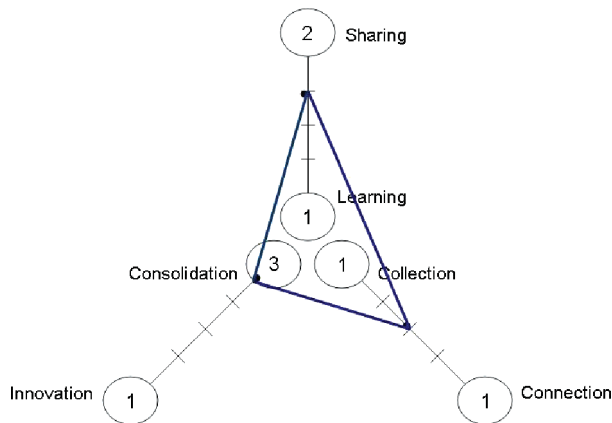 2 Sharing
Learning
1
Consolidation 3 1 Collection
Innovation 1 1 Connection